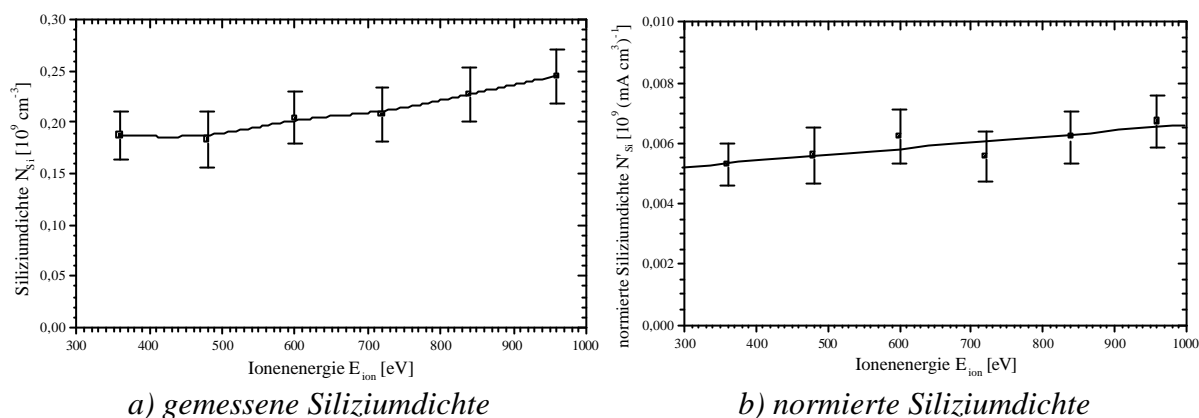 0,30
0,25
0,20
0,15
0,10
0,05
0,00
300 400 500 600 700 800 900 1000
Siliziumdichte N_Si [10^9 cm^-3]
Ionenenergie E_ion [eV]
a) gemessene Siliziumdichte
0,010
0,008
0,006
0,004
0,002
0,000
300 400 500 600 700 800 900 1000
normierte Siliziumdichte N'_Si [10^9 (mA cm^3)^-1]
Ionenenergie E_ion [eV]
b) normierte Siliziumdichte